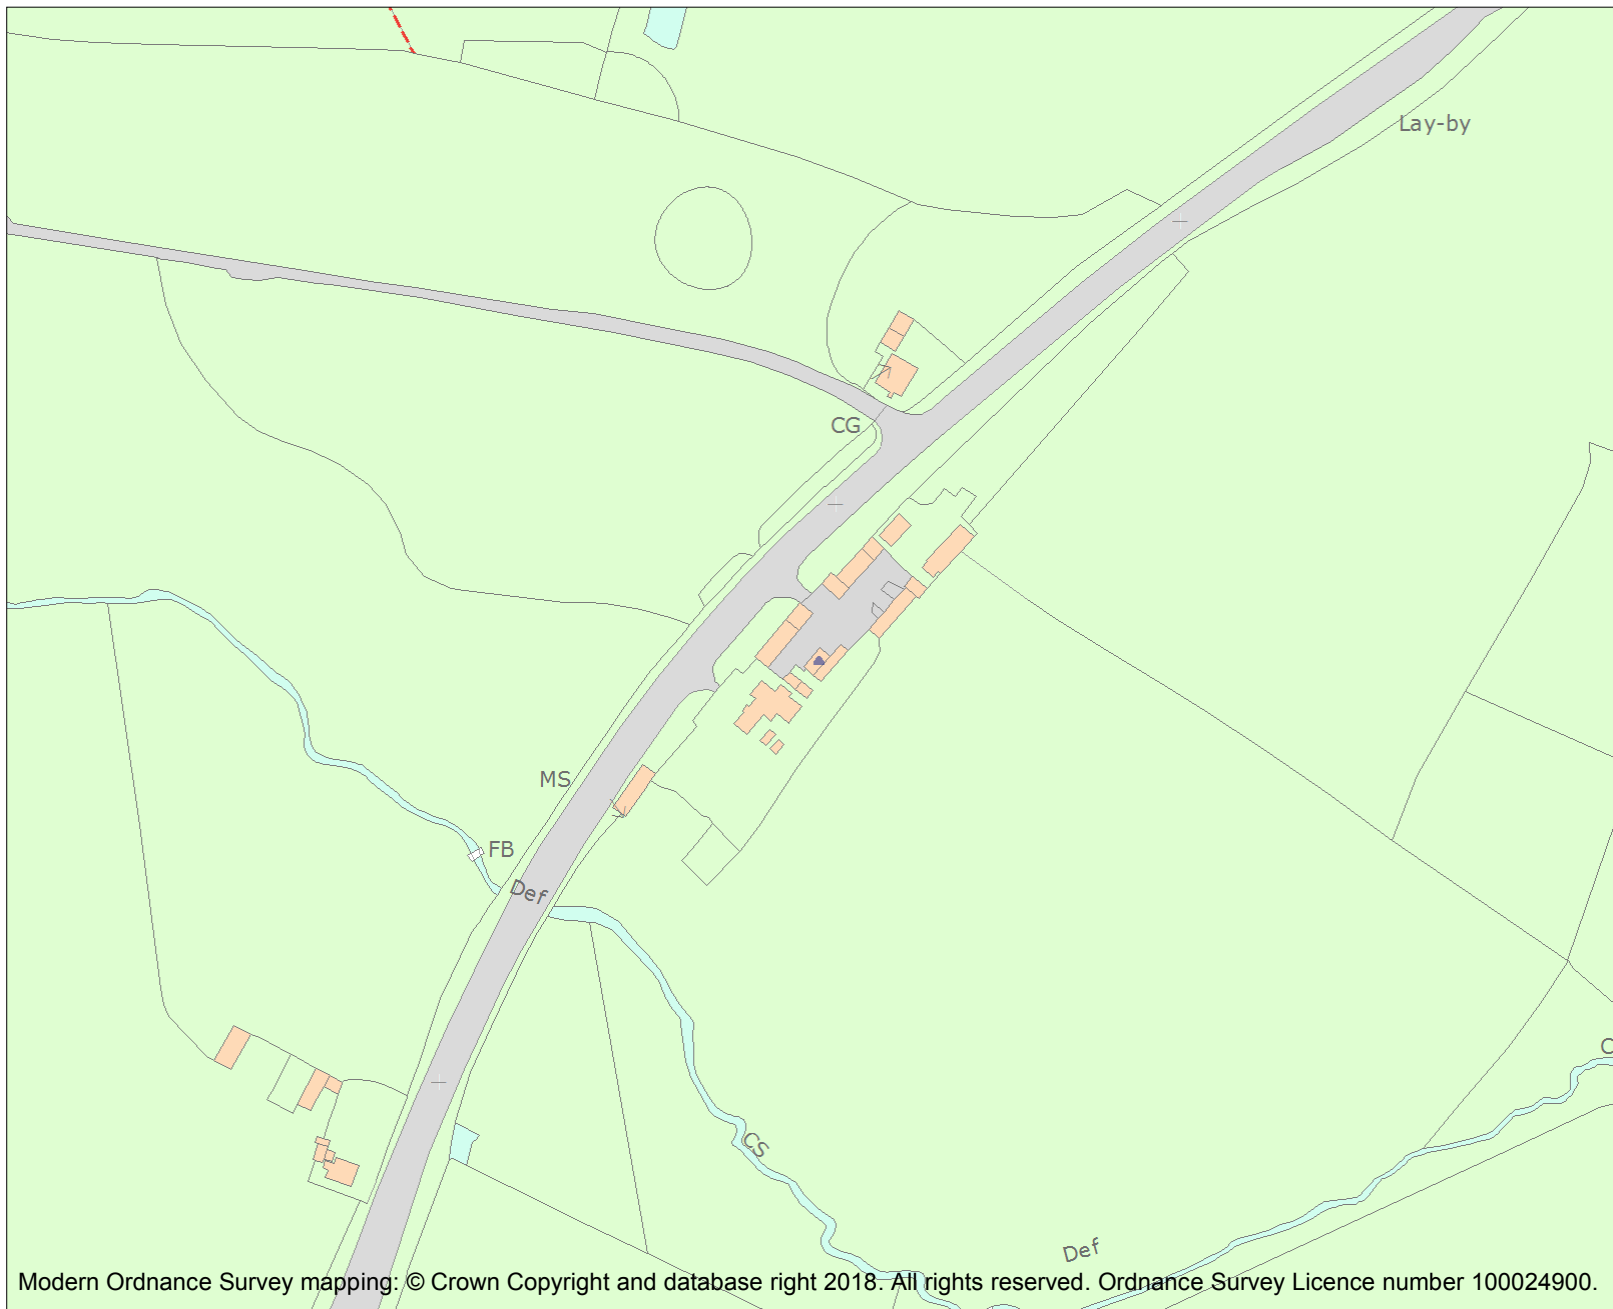 Lay-by
CG
MS
FB
Def
CS
Def
Modern Ordnance Survey mapping: © Crown Copyright and database right 2018. All rights reserved. Ordnance Survey Licence number 100024900.